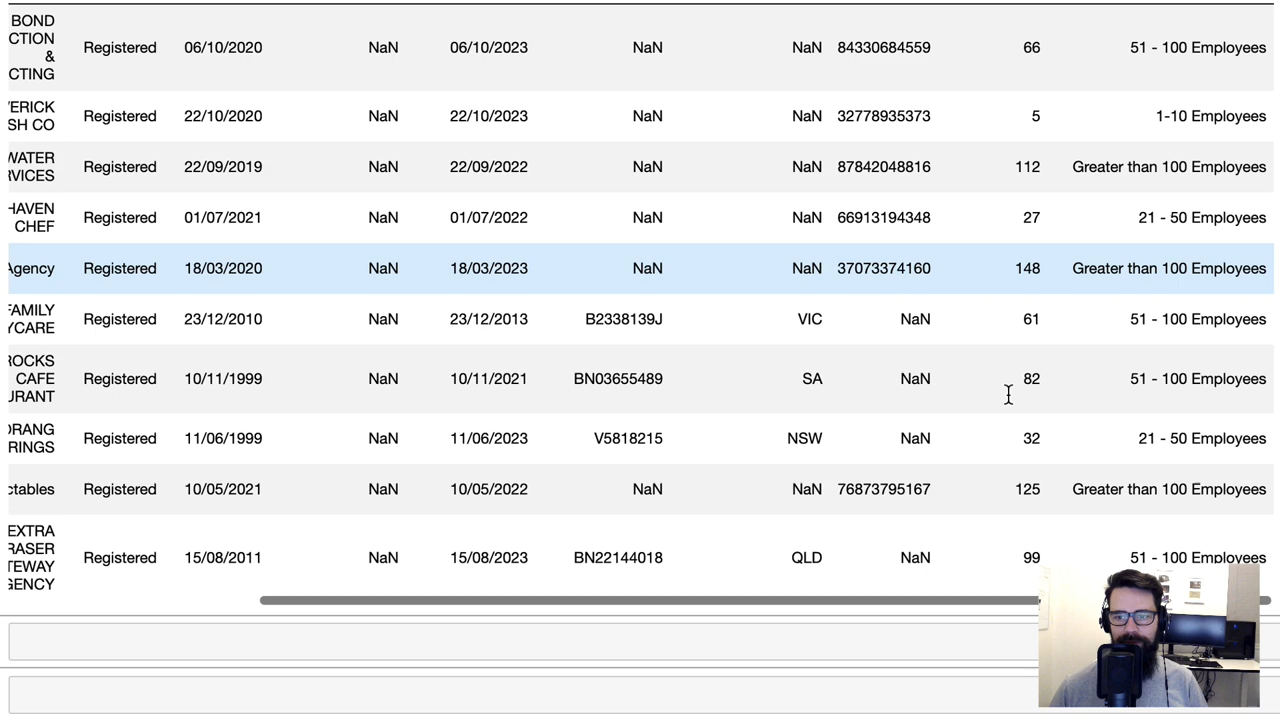 BOND
CTION
&
CTING
Registered 06/10/2020 NaN 06/10/2023 NaN NaN 84330684559 66 51 - 100 Employees
VERICK
SH CO
Registered 22/10/2020 NaN 22/10/2023 NaN NaN 32778935373 5 1-10 Employees
WATER
RVICES
Registered 22/09/2019 NaN 22/09/2022 NaN NaN 87842048816 112 Greater than 100 Employees
HAVEN
CHEF
Registered 01/07/2021 NaN 01/07/2022 NaN NaN 66913194348 27 21 - 50 Employees
Agency Registered 18/03/2020 NaN 18/03/2023 NaN NaN 37073374160 148 Greater than 100 Employees
FAMILY
YCARE
Registered 23/12/2010 NaN 23/12/2013 B2338139J VIC NaN 61 51 - 100 Employees
ROCKS
CAFE
URANT
Registered 10/11/1999 NaN 10/11/2021 BN03655489 SA NaN 82 51 - 100 Employees
ORANG
RINGS
Registered 11/06/1999 NaN 11/06/2023 V5818215 NSW NaN 32 21 - 50 Employees
ctables Registered 10/05/2021 NaN 10/05/2022 NaN NaN 76873795167 125 Greater than 100 Employees
EXTRA
RASER
TEWAY
GENCY
Registered 15/08/2011 NaN 15/08/2023 BN22144018 QLD NaN 99 51 - 100 Employees